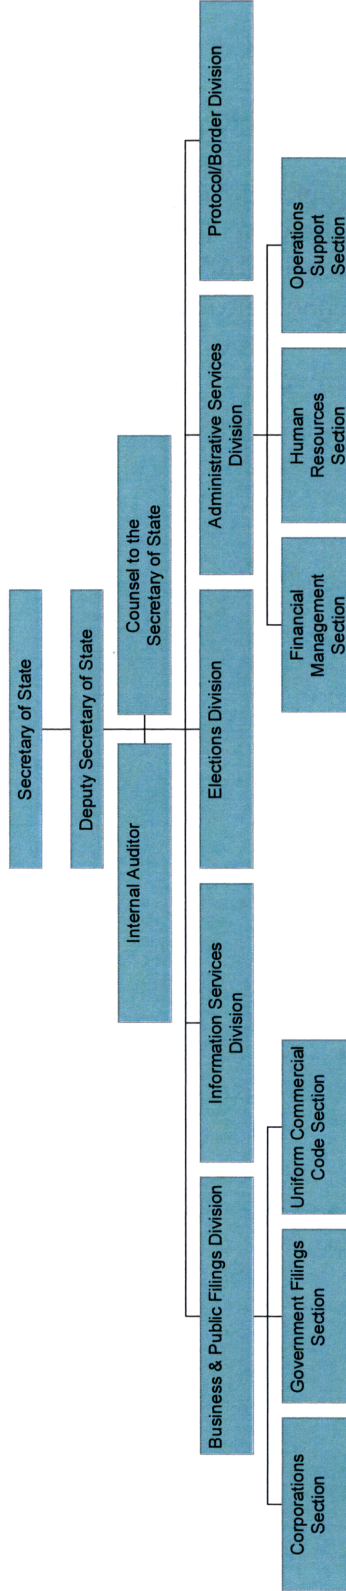 Secretary of State
Deputy Secretary of State
Internal Auditor
Counsel to the
Secretary of State
Business & Public Filings Division
Information Services
Division
Elections Division
Administrative Services
Division
Protocol/Border Division
Corporations
Section
Government Filings
Section
Uniform Commercial
Code Section
Financial
Management
Section
Human
Resources
Section
Operations
Support
Section